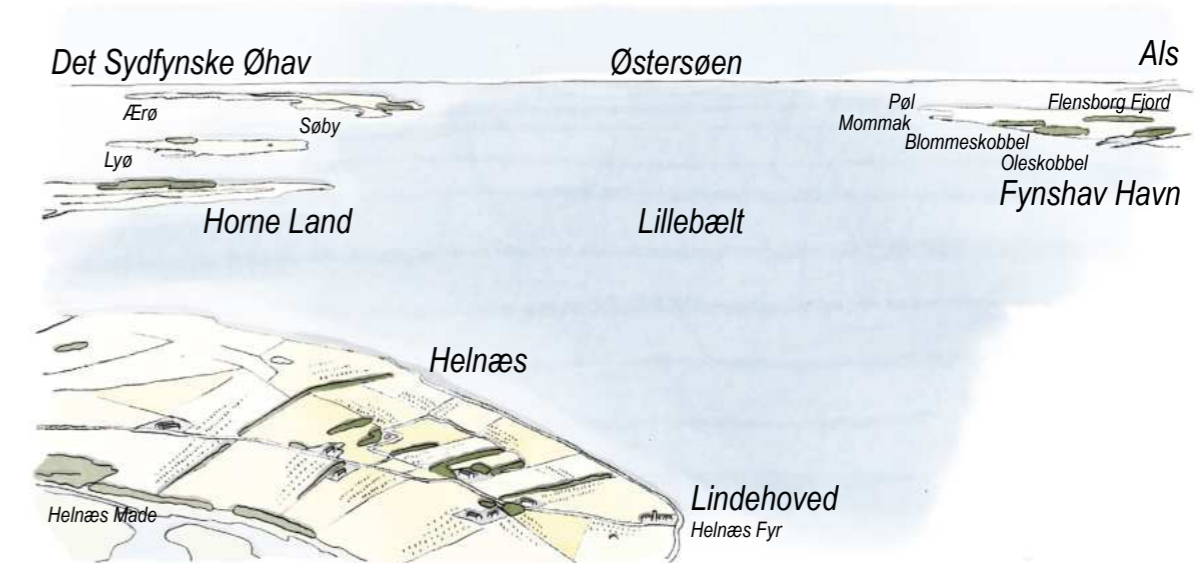 Det Sydfynske Øhav
Østersøen
Als
Ærø
Søby
Pøl
Flensborg Fjord
Mommak
Blommeskobbel
Oleskobbel
Lyø
Fynshav Havn
Horne Land
Lillebælt
Helnæs
Lindehoved
Helnæs Fyr
Helnæs Made